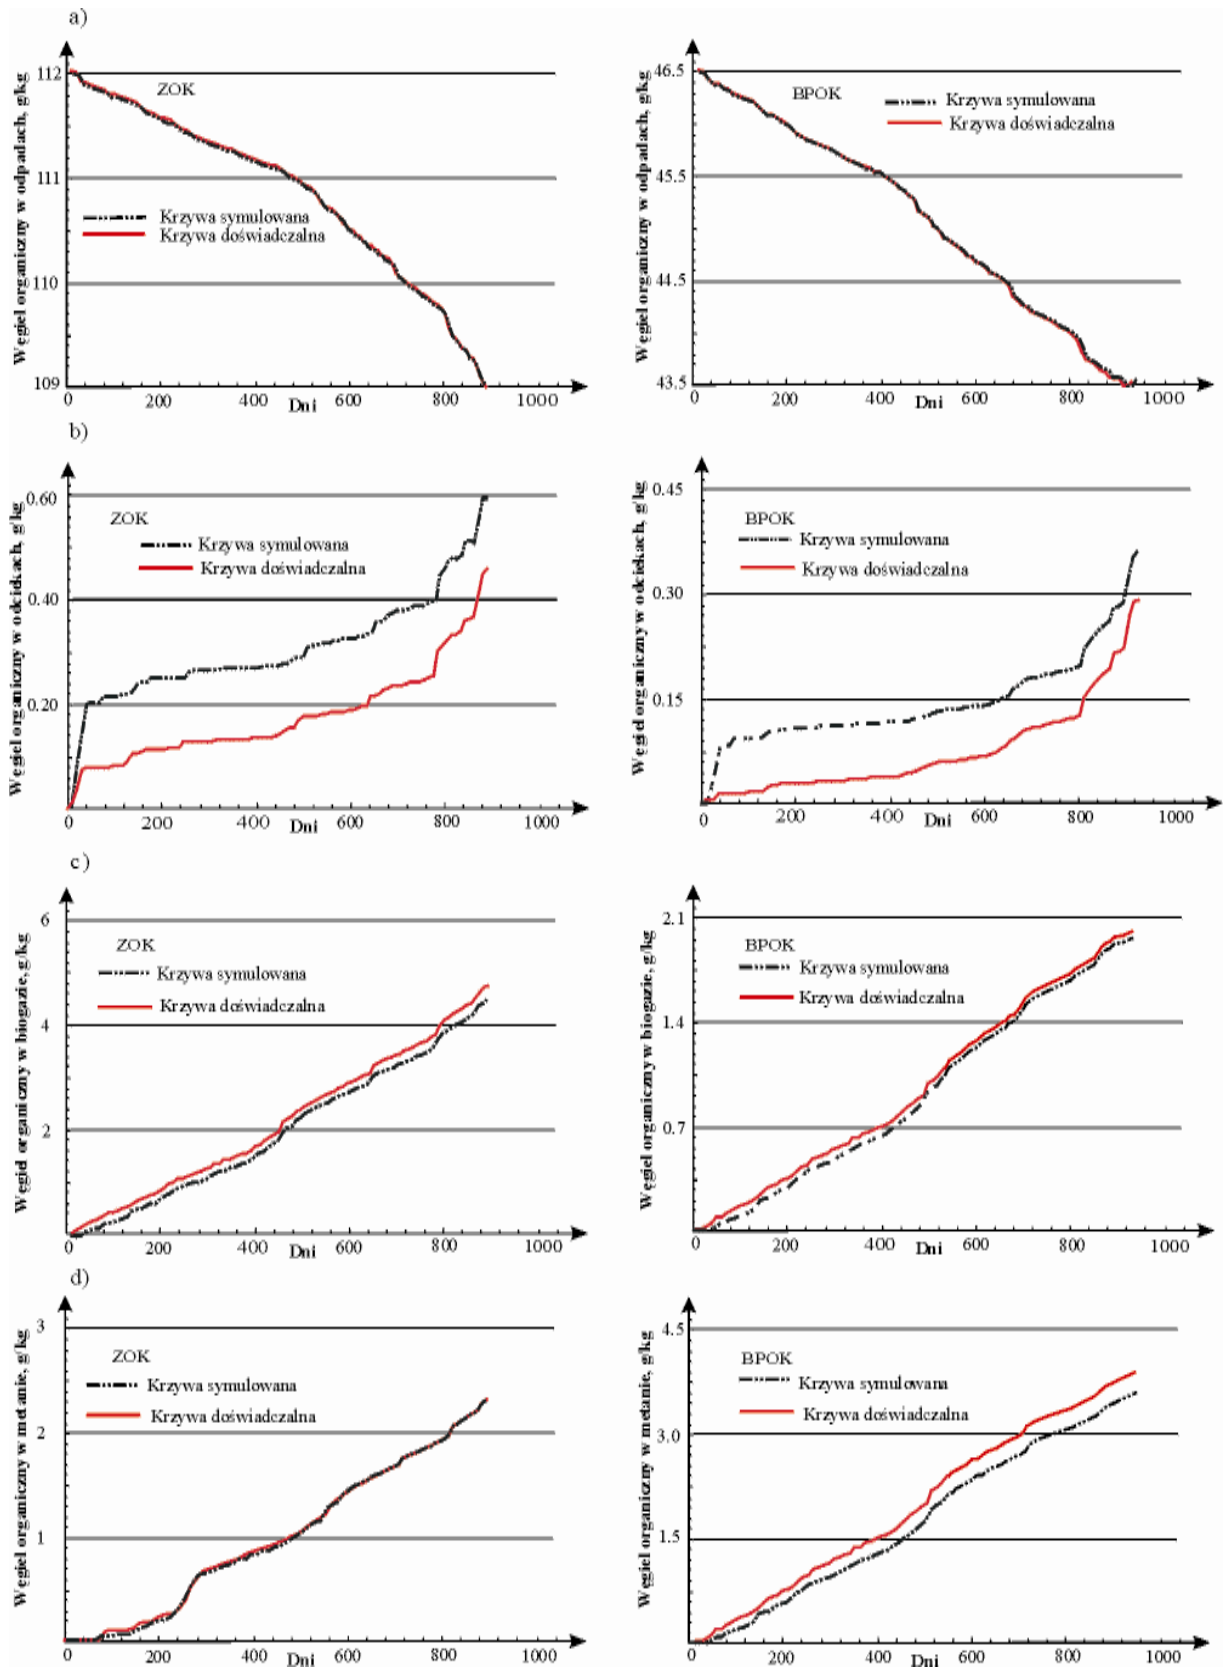 a)
Węgiel organiczny w odpadach, g/kg
112
111
110
109
ZOK
Krzywa symulowana
Krzywa doświadczalna
0 200 400 600 800 1000
Dni
Węgiel organiczny w odpadach, g/kg
46.5
45.5
44.5
43.5
BPOK
Krzywa symulowana
Krzywa doświadczalna
0 200 400 600 800 1000
Dni
b)
Węgiel organiczny w odciekach, g/kg
0.60
0.40
0.20
ZOK
Krzywa symulowana
Krzywa doświadczalna
0 200 400 600 800 1000
Dni
Węgiel organiczny w odciekach, g/kg
0.45
0.30
0.15
BPOK
Krzywa symulowana
Krzywa doświadczalna
0 200 400 600 800 1000
Dni
c)
Węgiel organiczny w biogazie, g/kg
6
4
2
ZOK
Krzywa symulowana
Krzywa doświadczalna
0 200 400 600 800 1000
Dni
Węgiel organiczny w biogazie, g/kg
2.1
1.4
0.7
BPOK
Krzywa symulowana
Krzywa doświadczalna
0 200 400 600 800 1000
Dni
d)
Węgiel organiczny w metanie, g/kg
3
2
1
ZOK
Krzywa symulowana
Krzywa doświadczalna
0 200 400 600 800 1000
Dni
Węgiel organiczny w metanie, g/kg
4.5
3.0
1.5
BPOK
Krzywa symulowana
Krzywa doświadczalna
0 200 400 600 800 1000
Dni